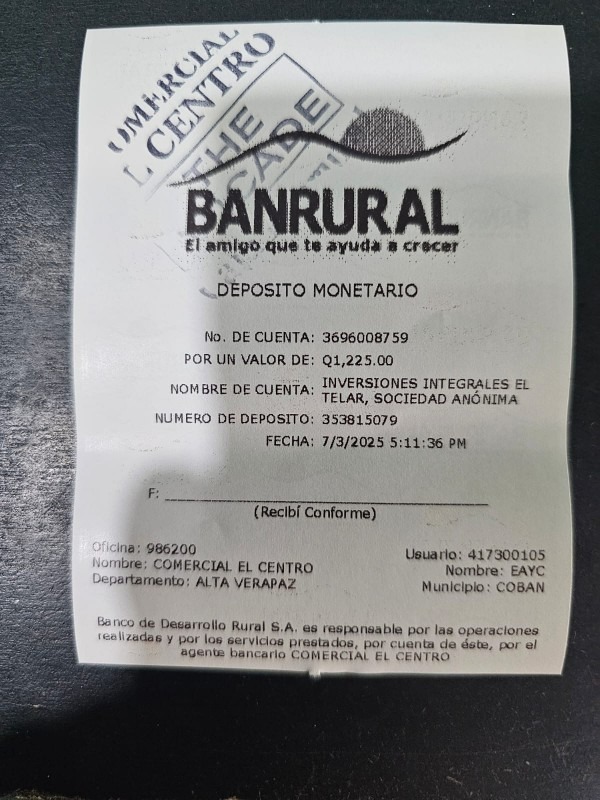 OMERCIAL
L CENTRO
THE
CADE
BANRURAL
El amigo que te ayuda a crecer
DEPOSITO MONETARIO
No. DE CUENTA: 3696008759
POR UN VALOR DE: Q1,225.00
NOMBRE DE CUENTA: INVERSIONES INTEGRALES EL
TELAR, SOCIEDAD ANÓNIMA
NUMERO DE DEPOSITO: 353815079
FECHA: 7/3/2025 5:11:36 PM
F:
(Recibí Conforme)
Oficina: 986200
Nombre: COMERCIAL EL CENTRO
Departamento: ALTA VERAPAZ
Usuario: 417300105
Nombre: EAYC
Municipio: COBAN
Banco de Desarrollo Rural S.A. es responsable por las operaciones
realizadas y por los servicios prestados, por cuenta de éste, por el
agente bancario COMERCIAL EL CENTRO